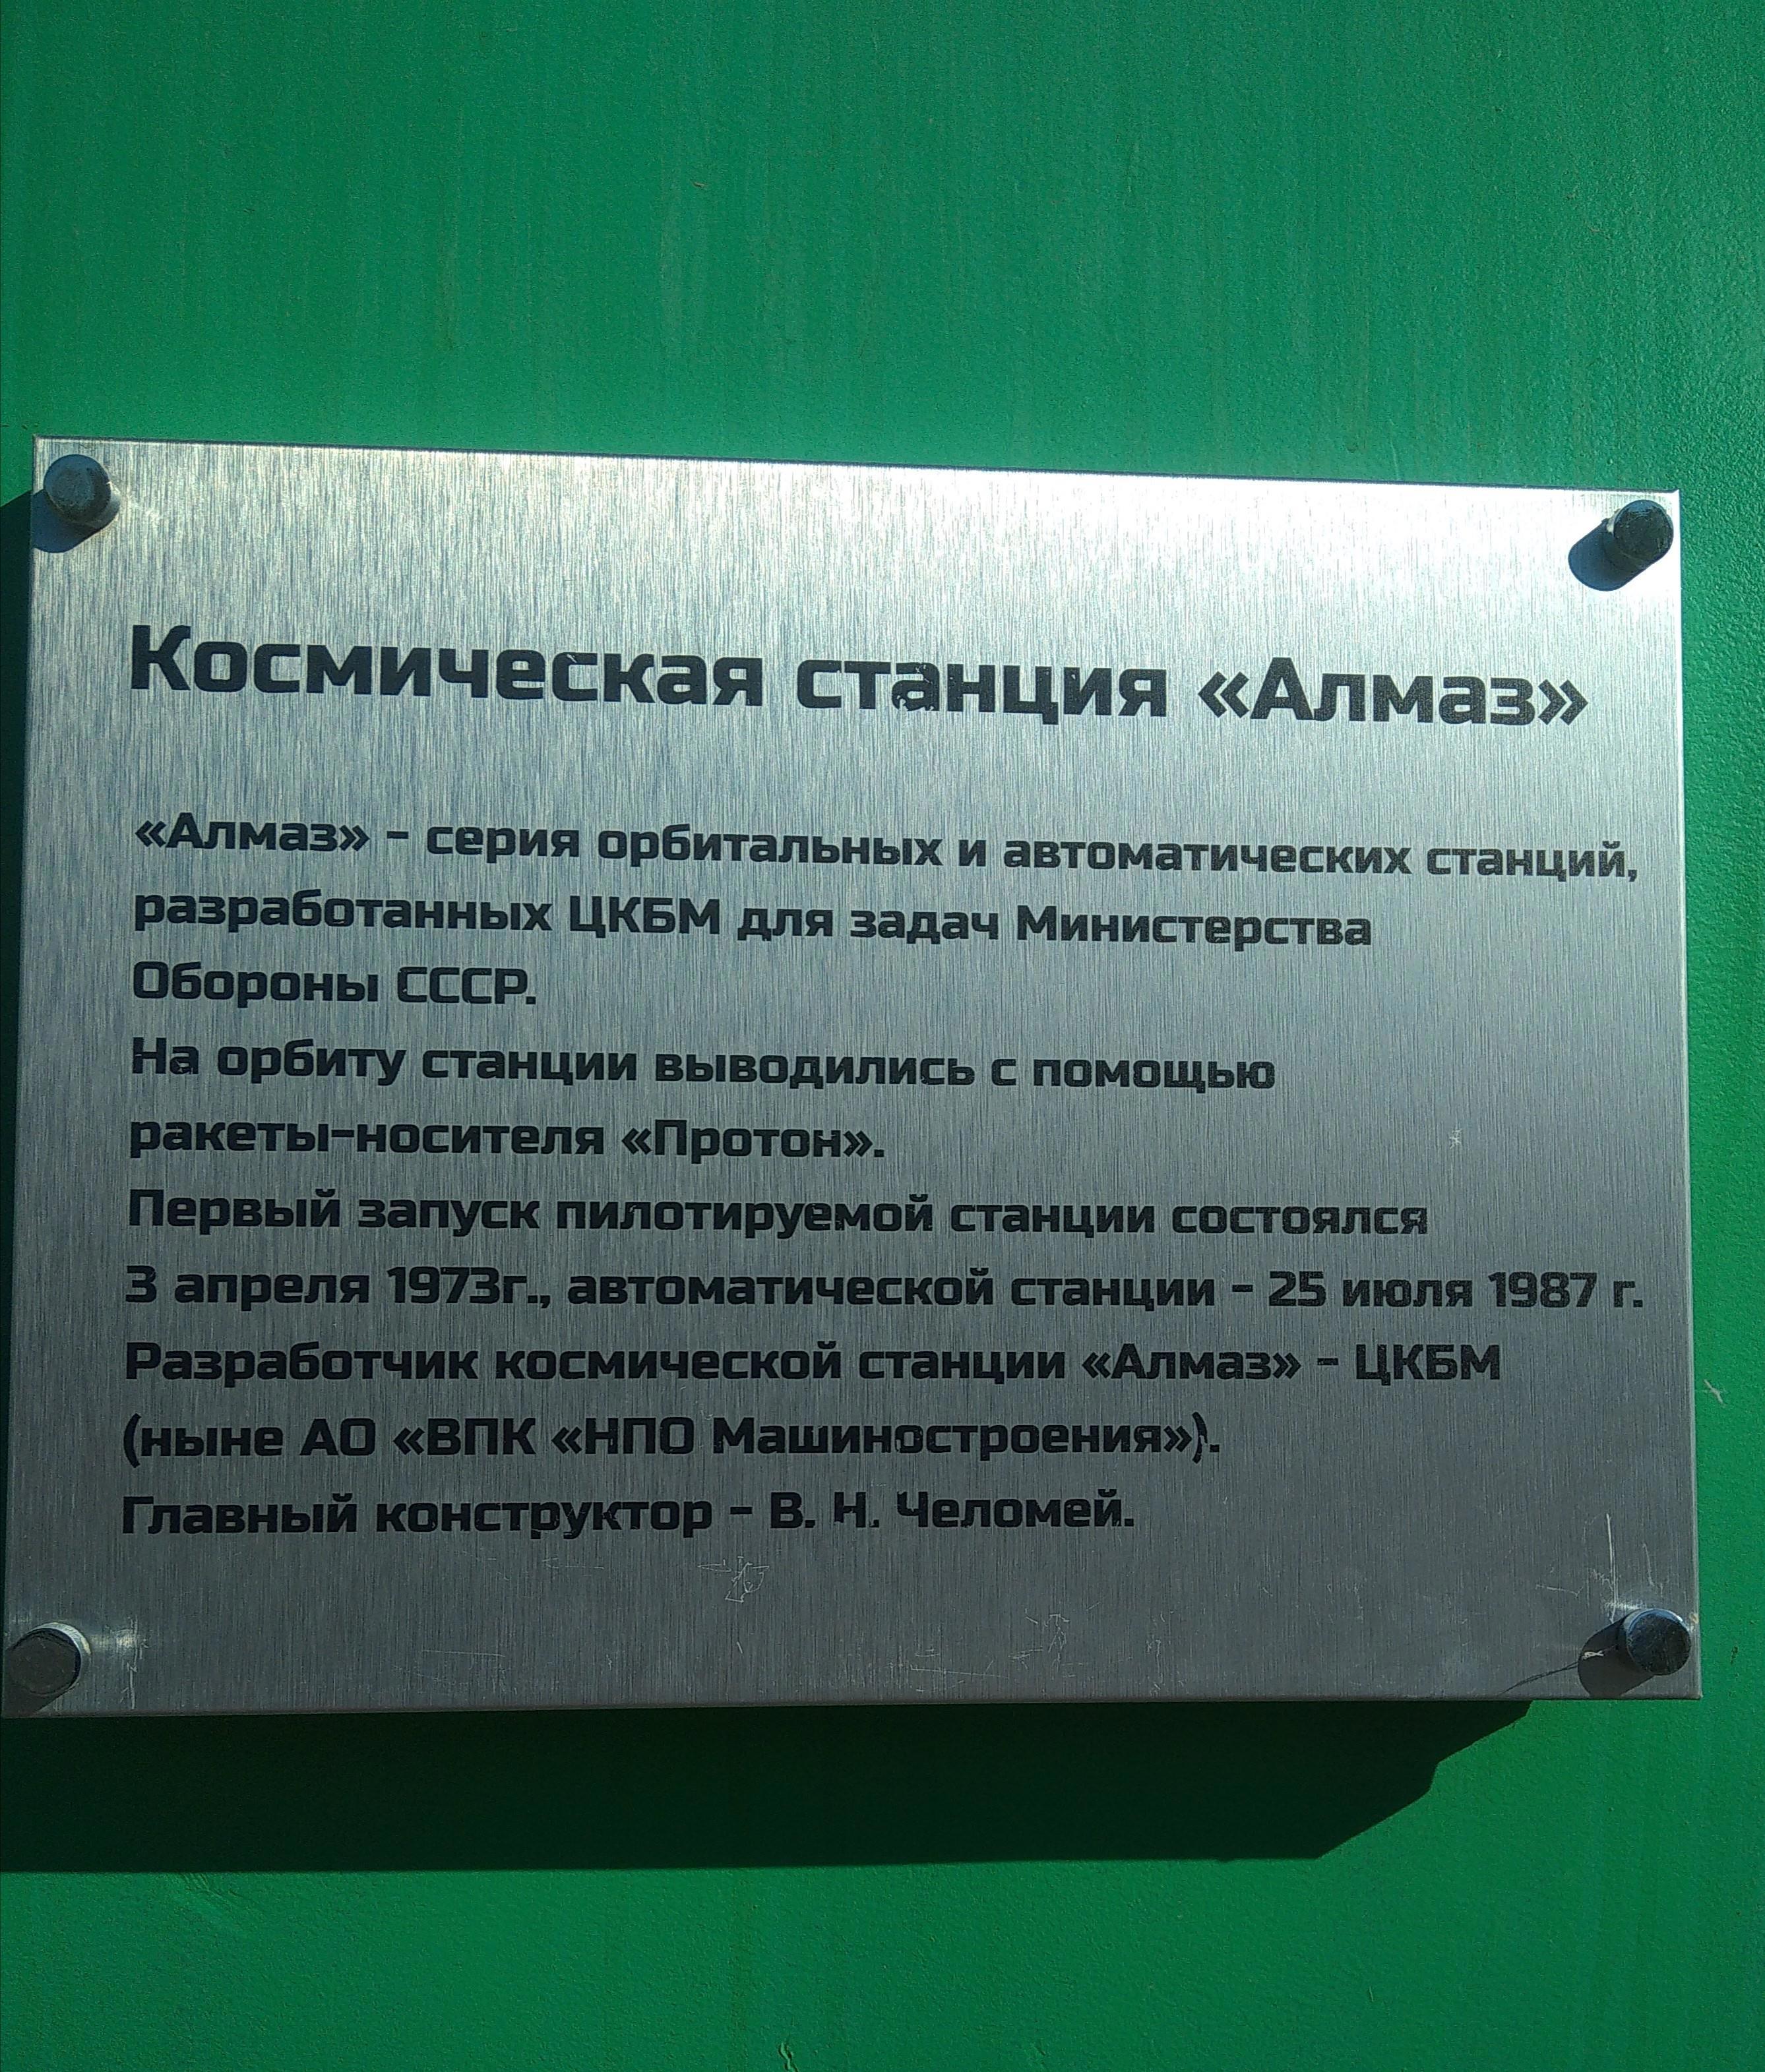 Космическая станция «Алмаз»
«Алмаз» - серия орбитальных и автоматических станций,
разработанных ЦКБМ для задач Министерства
Обороны СССР.
На орбиту станции выводились с помощью
ракеты-носителя «Протон».
Первый запуск пилотируемой станции состоялся
3 апреля 1973г., автоматической станции - 25 июля 1987 г.
Разработчик космической станции «Алмаз» - ЦКБМ
(ныне АО «ВПК «НПО Машиностроения»).
Главный конструктор - В. Н. Челомей.